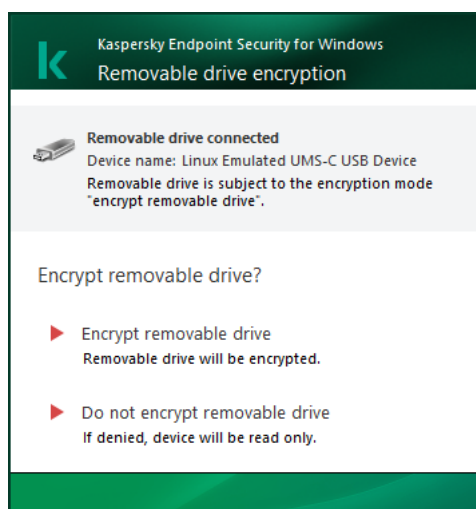 Kaspersky Endpoint Security for Windows
Removable drive encryption
Removable drive connected
Device name: Linux Emulated UMS-C USB Device
Removable drive is subject to the encryption mode
"encrypt removable drive".
Encrypt removable drive?
Encrypt removable drive
Removable drive will be encrypted.
Do not encrypt removable drive
If denied, device will be read only.